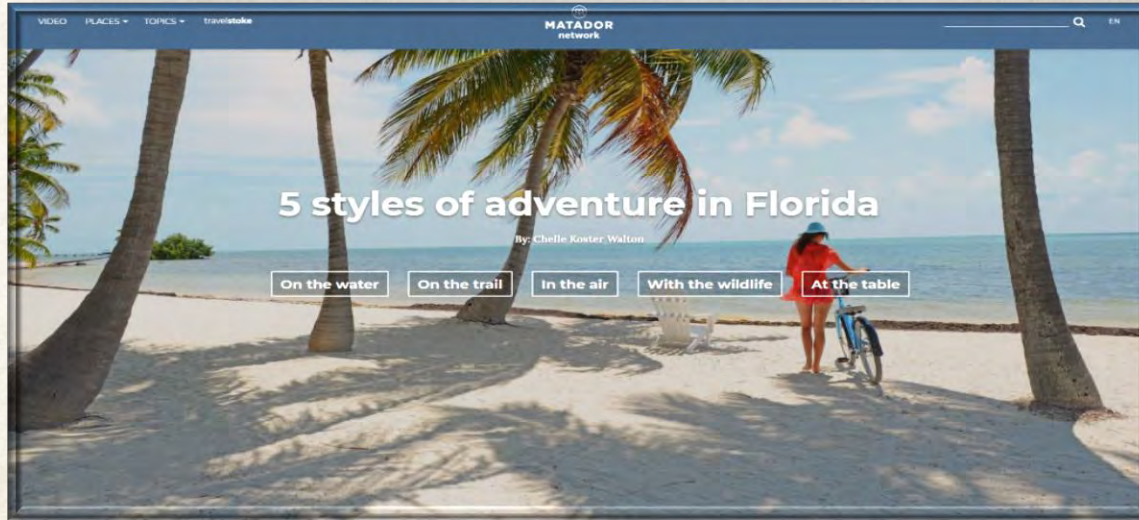 VIDEO PLACES TOPICS travelstoke
MATADOR
network
EN
5 styles of adventure in Florida
By: Chelle Koster Walton
On the water On the trail In the air With the wildlife At the table